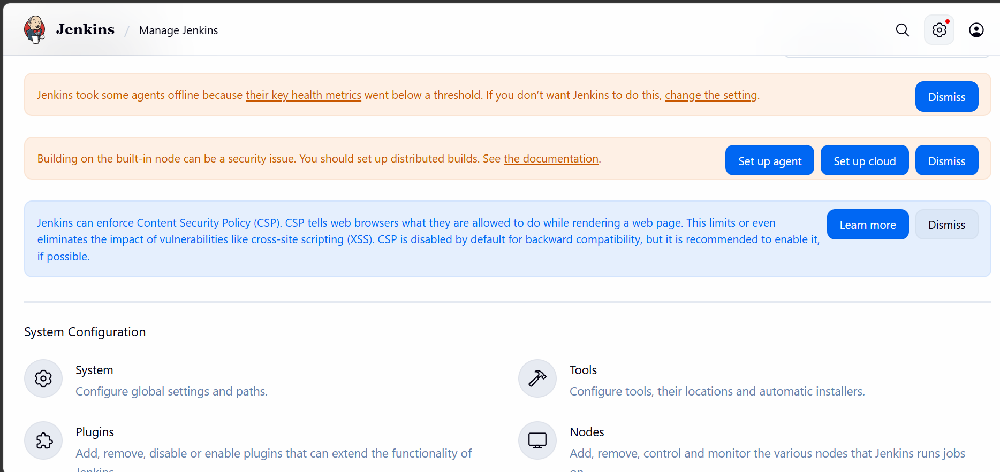 Jenkins / Manage Jenkins
Jenkins took some agents offline because their key health metrics went below a threshold. If you don’t want Jenkins to do this, change the setting.
Dismiss
Building on the built-in node can be a security issue. You should set up distributed builds. See the documentation.
Set up agent
Set up cloud
Dismiss
Jenkins can enforce Content Security Policy (CSP). CSP tells web browsers what they are allowed to do while rendering a web page. This limits or even
eliminates the impact of vulnerabilities like cross-site scripting (XSS). CSP is disabled by default for backward compatibility, but it is recommended to enable it,
if possible.
Learn more
Dismiss
System Configuration
System
Configure global settings and paths.
Tools
Configure tools, their locations and automatic installers.
Plugins
Add, remove, disable or enable plugins that can extend the functionality of
Jenkins
Nodes
Add, remove, control and monitor the various nodes that Jenkins runs jobs
on